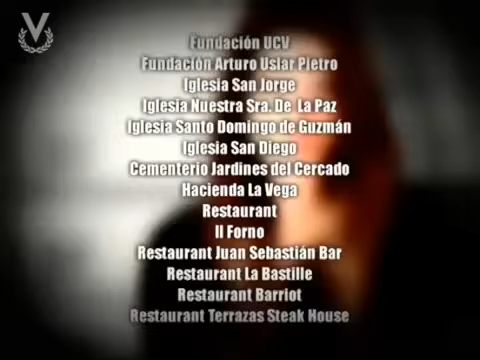 V
Fundación UCV
Fundación Arturo Uslar Pietro
Iglesia San Jorge
Iglesia Nuestra Sra. De La Paz
Iglesia Santo Domingo de Guzmán
Iglesia San Diego
Cementerio Jardines del Cercado
Hacienda La Vega
Restaurant
Il Forno
Restaurant Juan Sebastián Bar
Restaurant La Bastille
Restaurant Barriot
Restaurant Terrazas Steak House